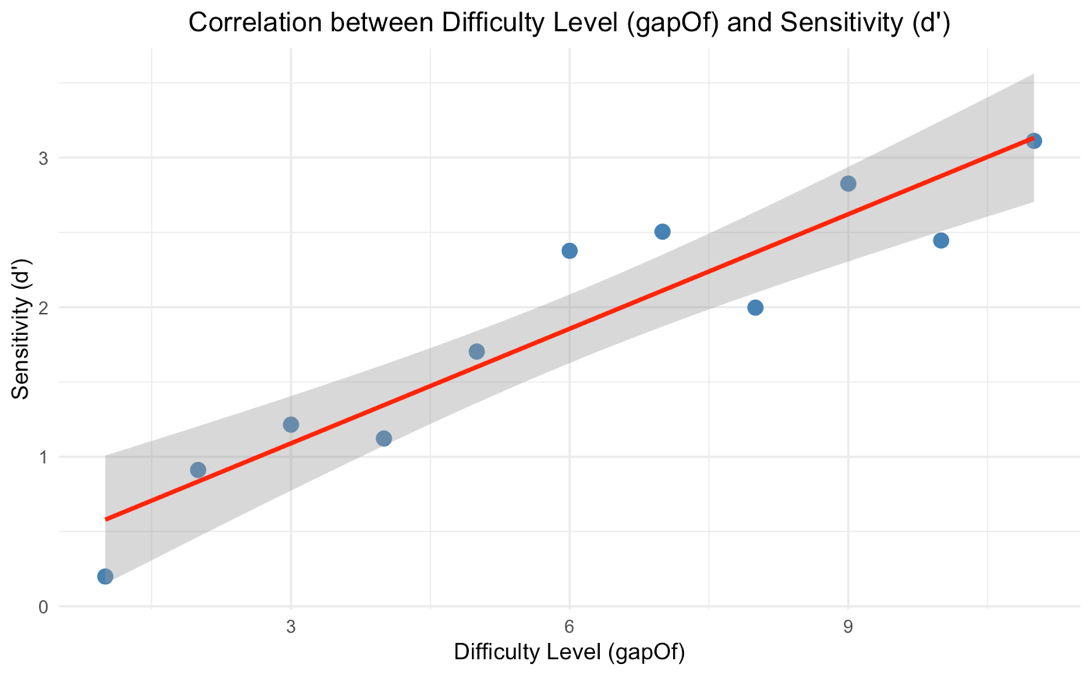 Correlation between Difficulty Level (gapOf) and Sensitivity (d')
Sensitivity (d')
3
2
1
0
3 6 9
Difficulty Level (gapOf)